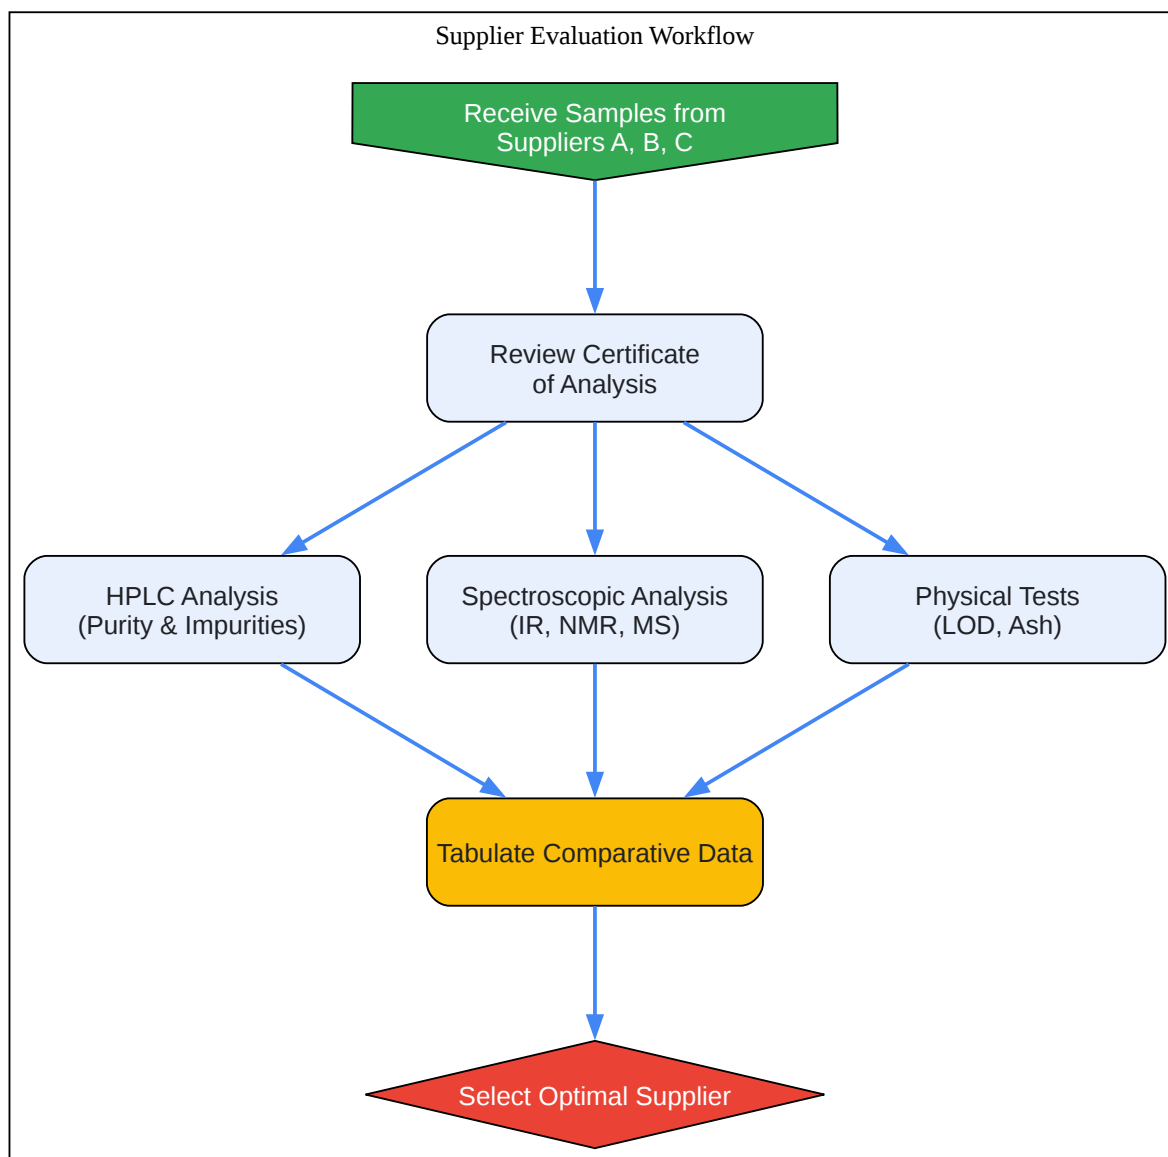 Supplier Evaluation Workflow
Receive Samples from
Suppliers A, B, C
Review Certificate
of Analysis
HPLC Analysis
(Purity & Impurities)
Spectroscopic Analysis
(IR, NMR, MS)
Physical Tests
(LOD, Ash)
Tabulate Comparative Data
Select Optimal Supplier